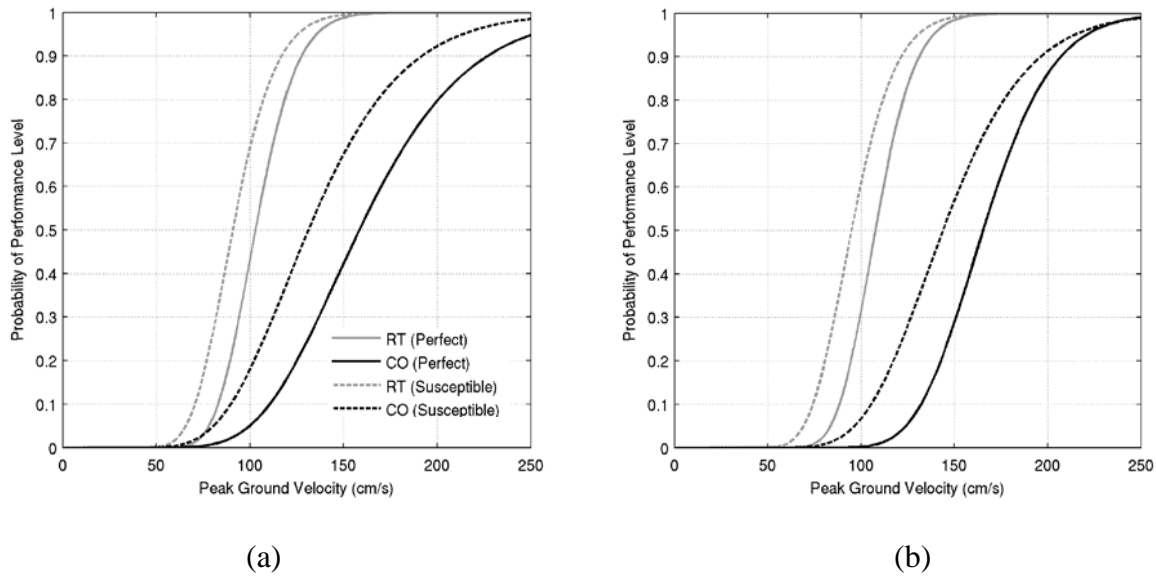 1
0.9
0.8
0.7
0.6
0.5
0.4
0.3
0.2
0.1
0
Probability of Performance Level
RT (Perfect)
CO (Perfect)
RT (Susceptible)
CO (Susceptible)
0 50 100 150 200 250
Peak Ground Velocity (cm/s)
(a)
1
0.9
0.8
0.7
0.6
0.5
0.4
0.3
0.2
0.1
0
Probability of Performance Level
0 50 100 150 200 250
Peak Ground Velocity (cm/s)
(b)